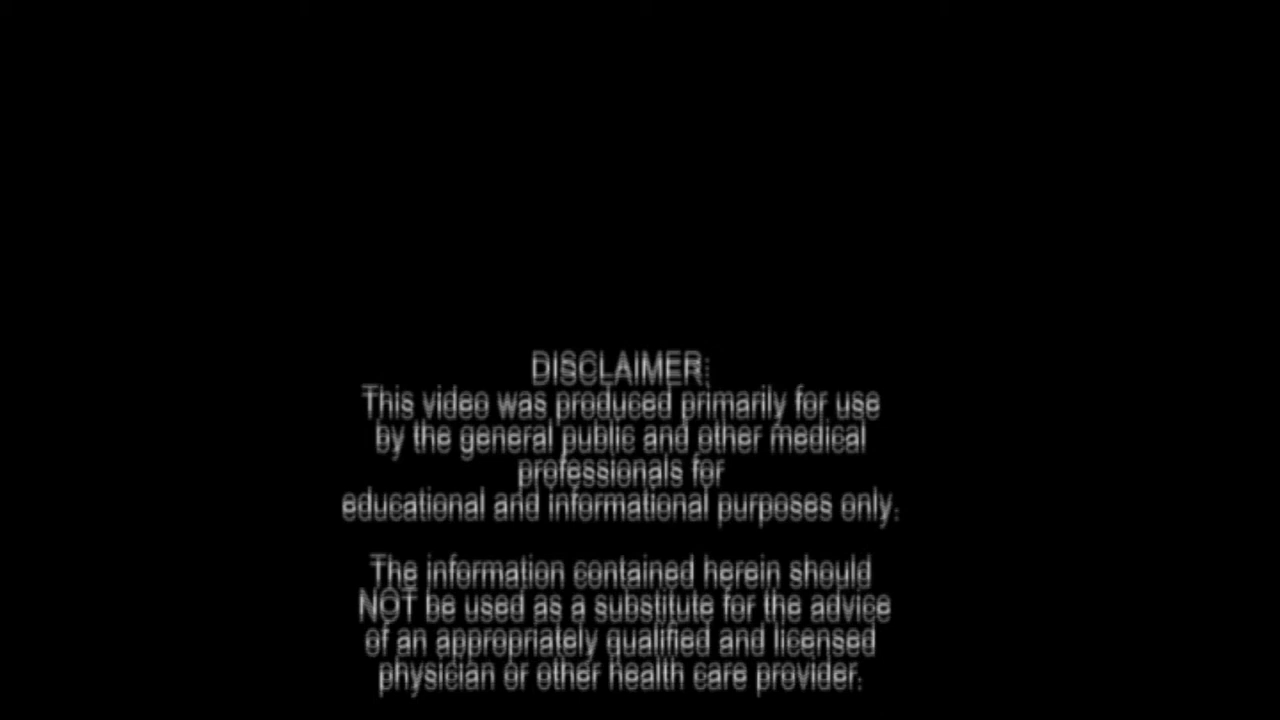 DISCLAIMER:
This video was produced primarily for use
by the general public and other medical
professionals for
educational and informational purposes only.
The information contained herein should
NOT be used as a substitute for the advice
of an appropriately qualified and licensed
physician or other health care provider.